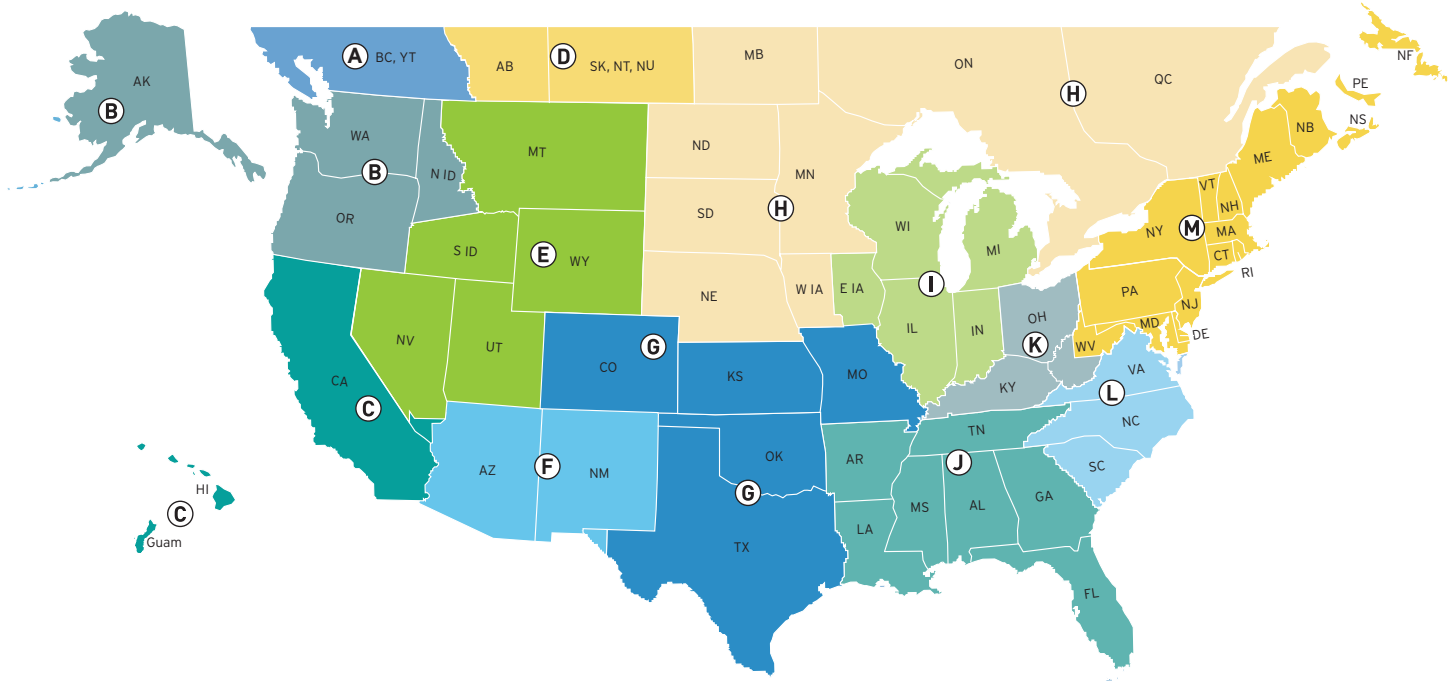 A
BC, YT
AB
D
SK, NT, NU
MB
ON
H
QC
NF
PE
NS
NB
ME
AK
B
WA
B
N ID
OR
MT
S ID
E
WY
ND
SD
MN
H
NE
W IA
E IA
WI
MI
I
IL
IN
OH
K
KY
VT
NH
NY
M
MA
CT
RI
PA
NJ
MD
DE
WV
VA
L
NC
SC
CA
C
NV
UT
CO
G
KS
MO
AZ
F
NM
OK
G
TX
AR
LA
TN
J
MS
AL
GA
FL
HI
C
Guam